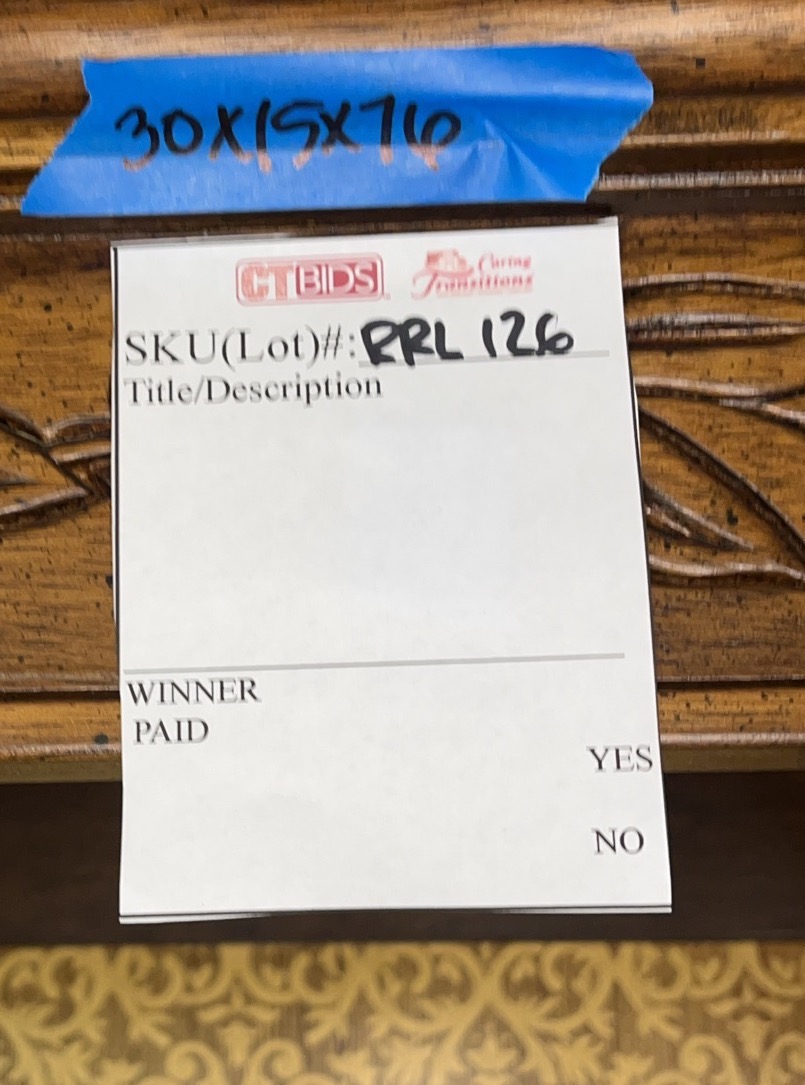 30X15X76
CTBIDS
Caring
Transitions
SKU(Lot)#: RRL 126
Title/Description
WINNER
PAID
YES
NO